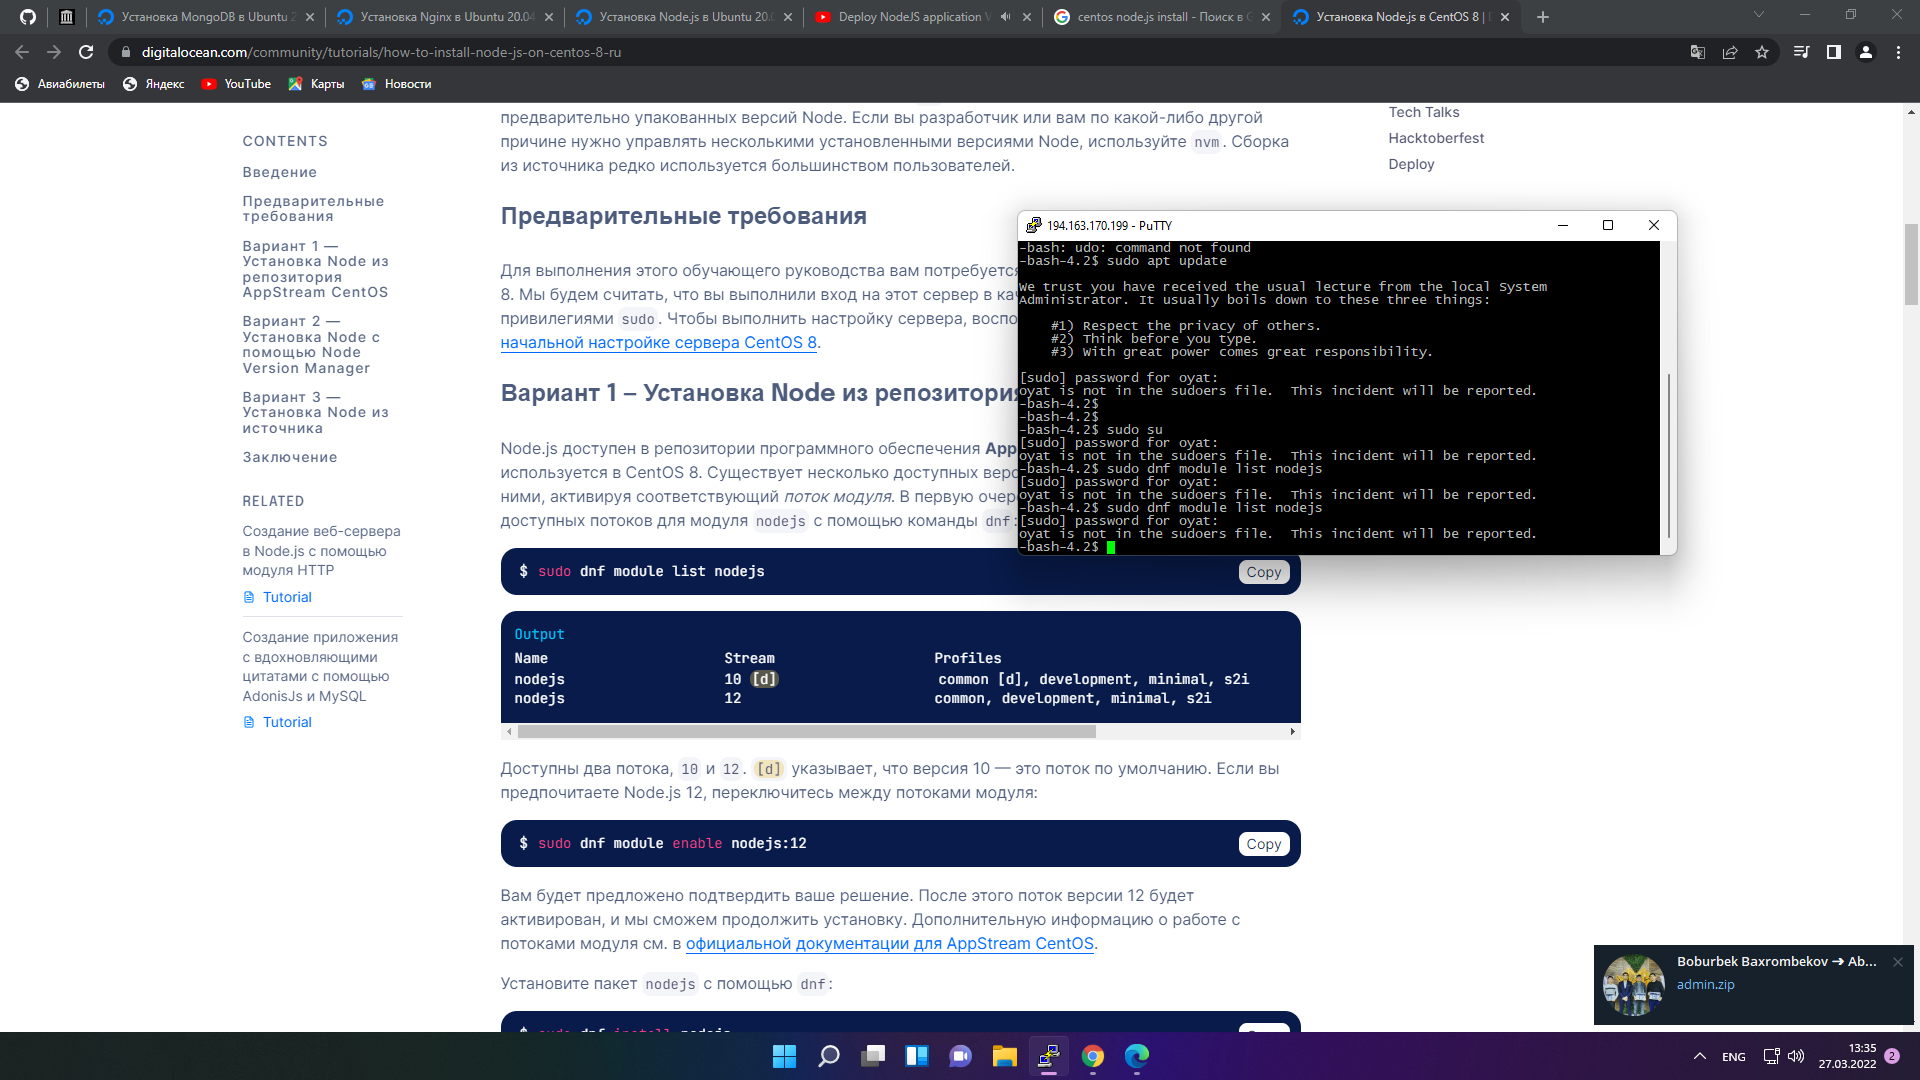 Установка MongoDB в Ubuntu 2
Установка Nginx в Ubuntu 20.04
Установка Node.js в Ubuntu 20.0
Deploy NodeJS application V
centos node.js install - Поиск в G
Установка Node.js в CentOS 8 | D
digitalocean.com/community/tutorials/how-to-install-node-js-on-centos-8-ru
Авиабилеты
Яндекс
YouTube
Карты
Новости
CONTENTS
Введение
Предварительные
требования
Вариант 1 —
Установка Node из
репозитория
AppStream CentOS
Вариант 2 —
Установка Node с
помощью Node
Version Manager
Вариант 3 —
Установка Node из
источника
Заключение
RELATED
Создание веб-сервера
в Node.js с помощью
модуля HTTP
Tutorial
Создание приложения
с вдохновляющими
цитатами с помощью
AdonisJs и MySQL
Tutorial
предварительно упакованных версий Node. Если вы разработчик или вам по какой-либо другой
причине нужно управлять несколькими установленными версиями Node, используйте nvm. Сборка
из источника редко используется большинством пользователей.
Предварительные требования
Для выполнения этого обучающего руководства вам потребуется
8. Мы будем считать, что вы выполнили вход на этот сервер в кач
привилегиями sudo. Чтобы выполнить настройку сервера, воспо
начальной настройке сервера CentOS 8.
Вариант 1 – Установка Node из репозитория
Node.js доступен в репозитории программного обеспечения App
используется в CentOS 8. Существует несколько доступных верс
ними, активируя соответствующий поток модуля. В первую очер
доступных потоков для модуля nodejs с помощью команды dnf:
$ sudo dnf module list nodejs
Copy
Output
Name Stream Profiles
nodejs 10 [d] common [d], development, minimal, s2i
nodejs 12 common, development, minimal, s2i
Доступны два потока, 10 и 12. [d] указывает, что версия 10 — это поток по умолчанию. Если вы
предпочитаете Node.js 12, переключитесь между потоками модуля:
$ sudo dnf module enable nodejs:12
Copy
Вам будет предложено подтвердить ваше решение. После этого поток версии 12 будет
активирован, и мы сможем продолжить установку. Дополнительную информацию о работе с
потоками модуля см. в официальной документации для AppStream CentOS.
Установите пакет nodejs с помощью dnf:
$ sudo dnf install nodejs
Tech Talks
Hacktoberfest
Deploy
194.163.170.199 - PuTTY
-bash: udo: command not found
-bash-4.2$ sudo apt update
We trust you have received the usual lecture from the local System
Administrator. It usually boils down to these three things:
#1) Respect the privacy of others.
#2) Think before you type.
#3) With great power comes great responsibility.
[sudo] password for oyat:
oyat is not in the sudoers file.  This incident will be reported.
-bash-4.2$
-bash-4.2$
-bash-4.2$ sudo su
[sudo] password for oyat:
oyat is not in the sudoers file.  This incident will be reported.
-bash-4.2$ sudo dnf module list nodejs
[sudo] password for oyat:
oyat is not in the sudoers file.  This incident will be reported.
-bash-4.2$ sudo dnf module list nodejs
[sudo] password for oyat:
oyat is not in the sudoers file.  This incident will be reported.
-bash-4.2$
Boburbek Baxrombekov ➔ Ab...
admin.zip
ENG
13:35
27.03.2022
2